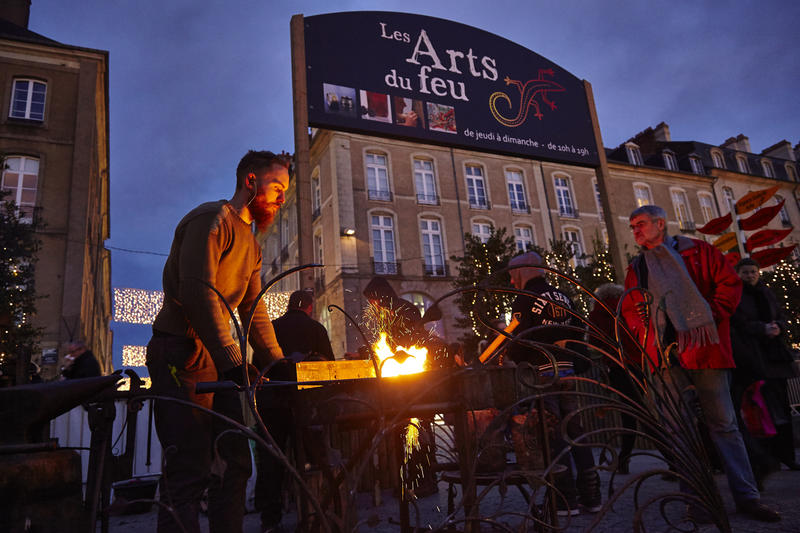 Les Arts
du feu
de jeudi à dimanche - de 10h à 19h